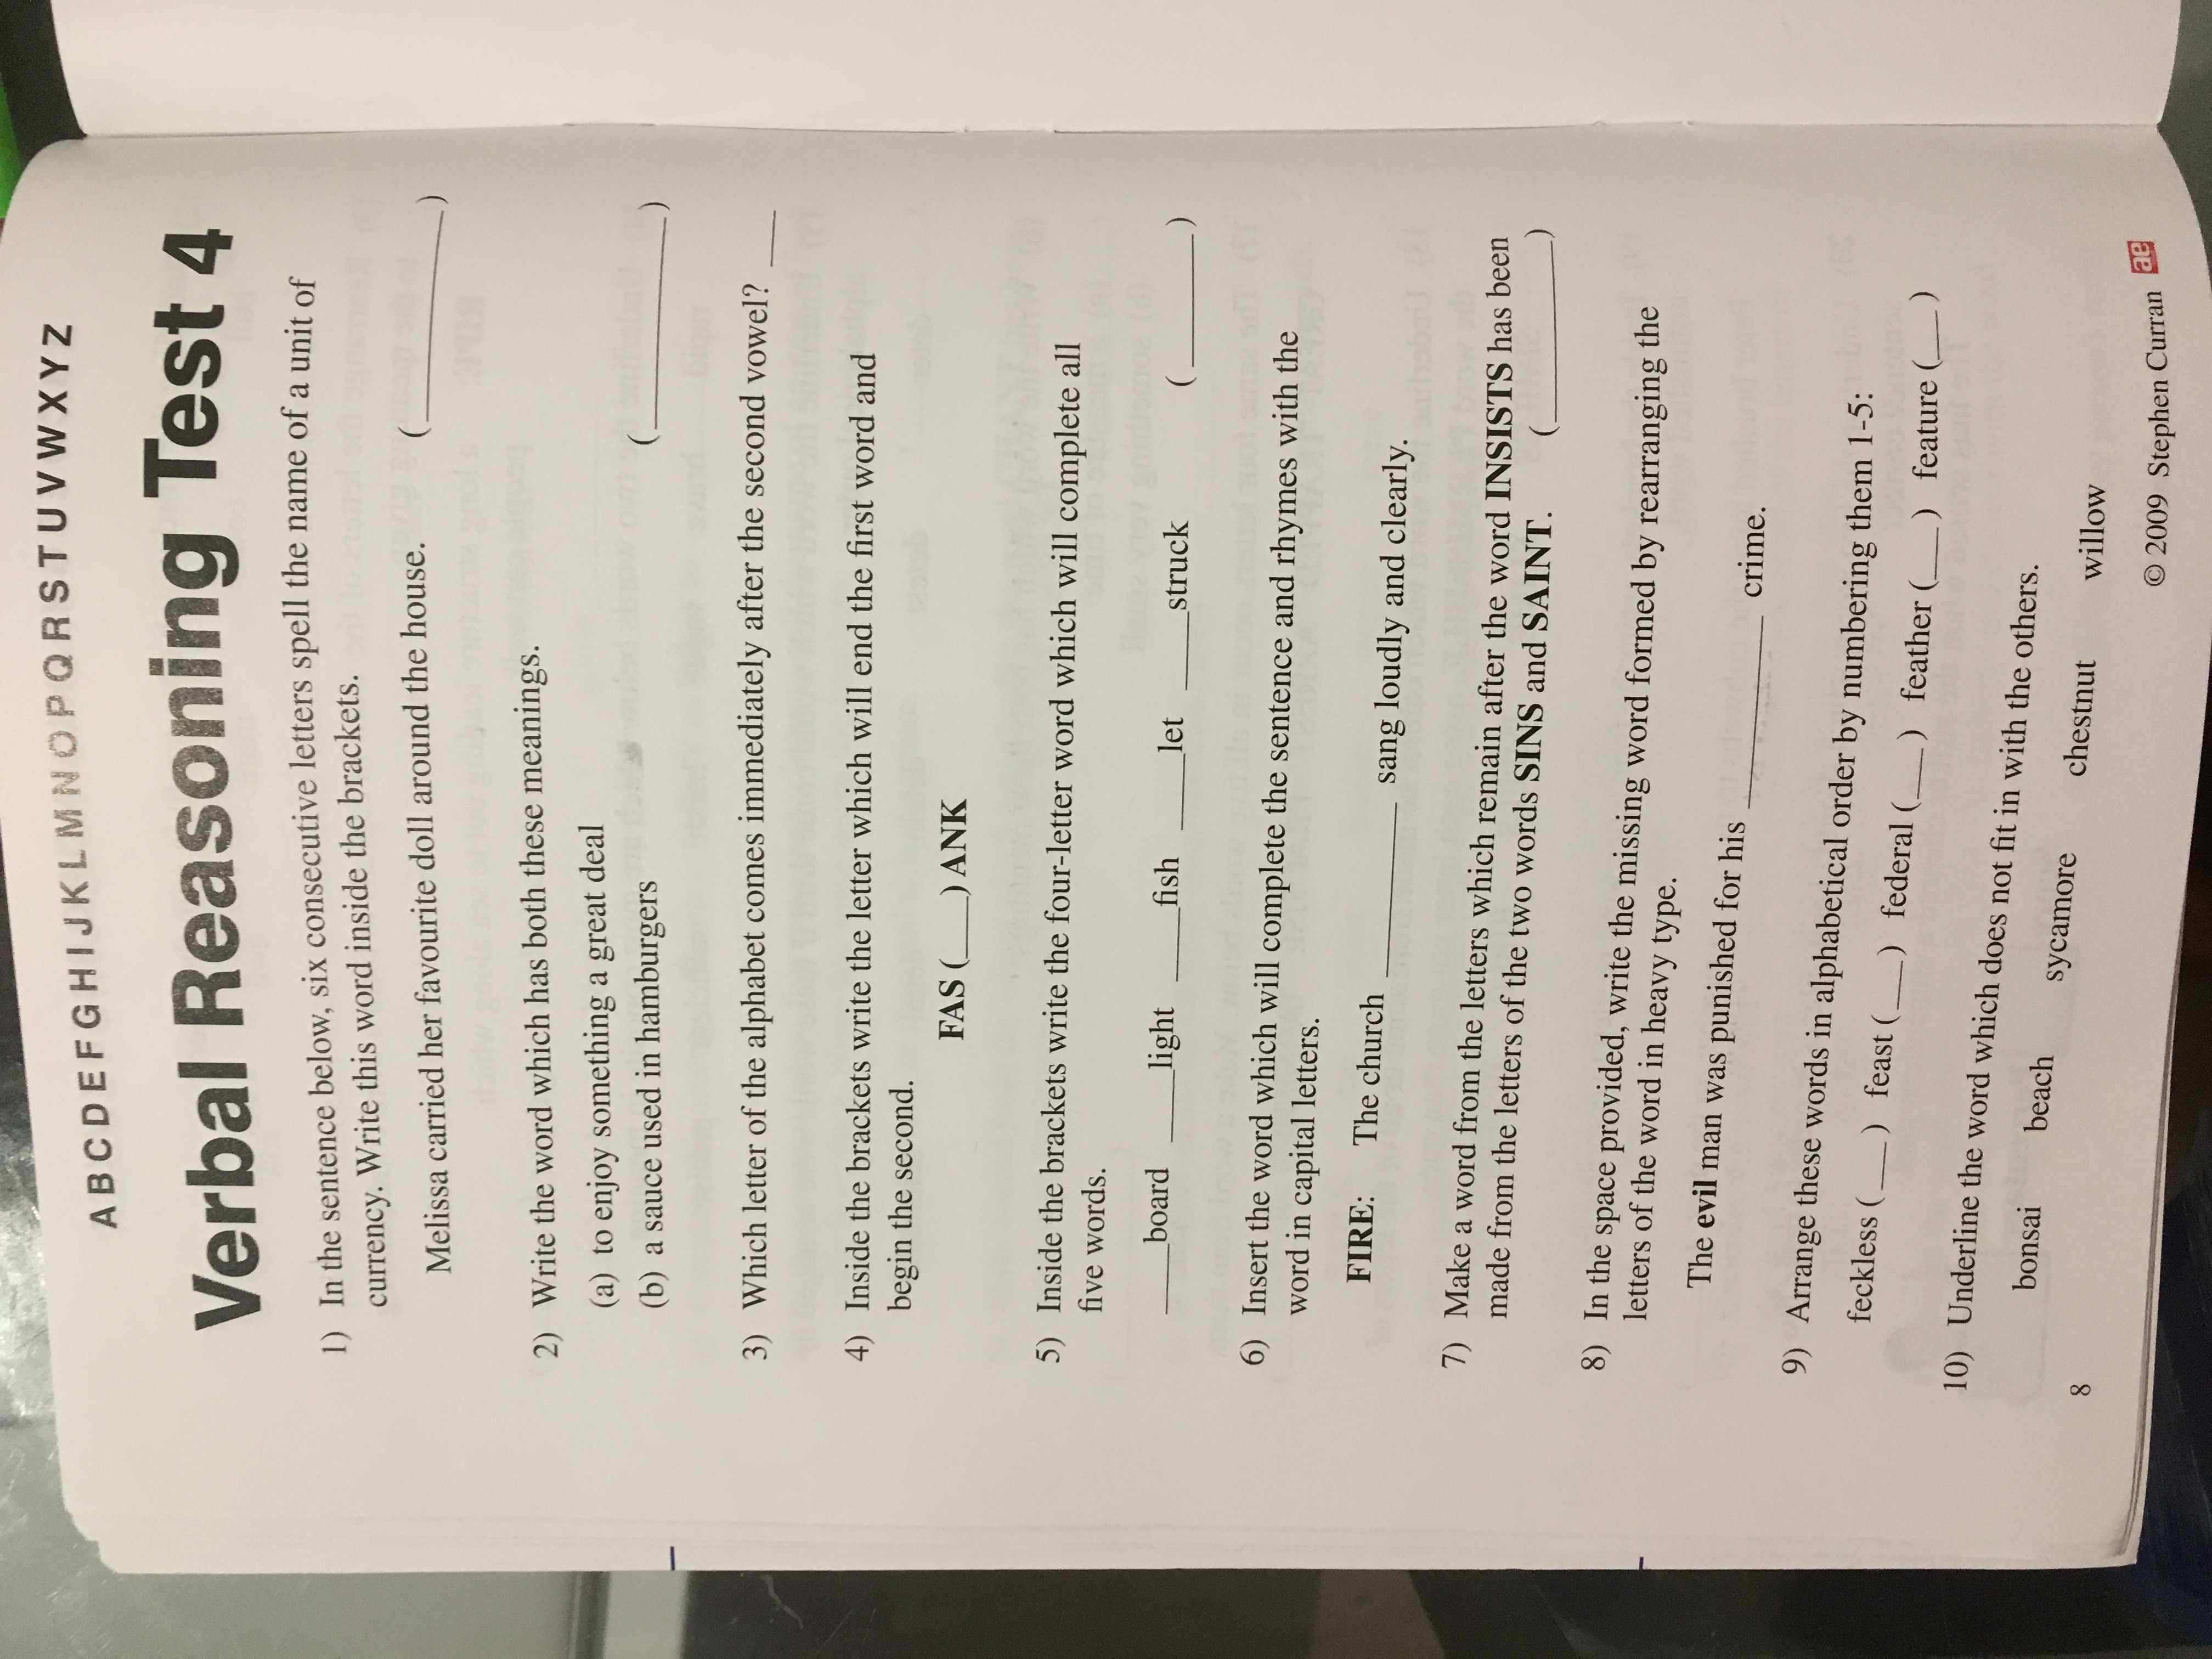 A B C D E F G H I J K L M N O P Q R S T U V W X Y Z
Verbal Reasoning Test 4
1) In the sentence below, six consecutive letters spell the name of a unit of
currency. Write this word inside the brackets.
Melissa carried her favourite doll around the house. (__________)
2) Write the word which has both these meanings.
(a) to enjoy something a great deal
(b) a sauce used in hamburgers (__________)
3) Which letter of the alphabet comes immediately after the second vowel? ___
4) Inside the brackets write the letter which will end the first word and
begin the second.
FAS (___) ANK
5) Inside the brackets write the four-letter word which will complete all
five words.
____board ____light ____fish ____let ____struck (_______)
6) Insert the word which will complete the sentence and rhymes with the
word in capital letters.
FIRE: The church _________ sang loudly and clearly.
7) Make a word from the letters which remain after the word INSISTS has been
made from the letters of the two words SINS and SAINT. (_________)
8) In the space provided, write the missing word formed by rearranging the
letters of the word in heavy type.
The evil man was punished for his __________ crime.
9) Arrange these words in alphabetical order by numbering them 1-5:
feckless (___) feast (___) federal (___) feather (___) feature (___)
10) Underline the word which does not fit in with the others.
bonsai beach sycamore chestnut willow
8
© 2009 Stephen Curran ae